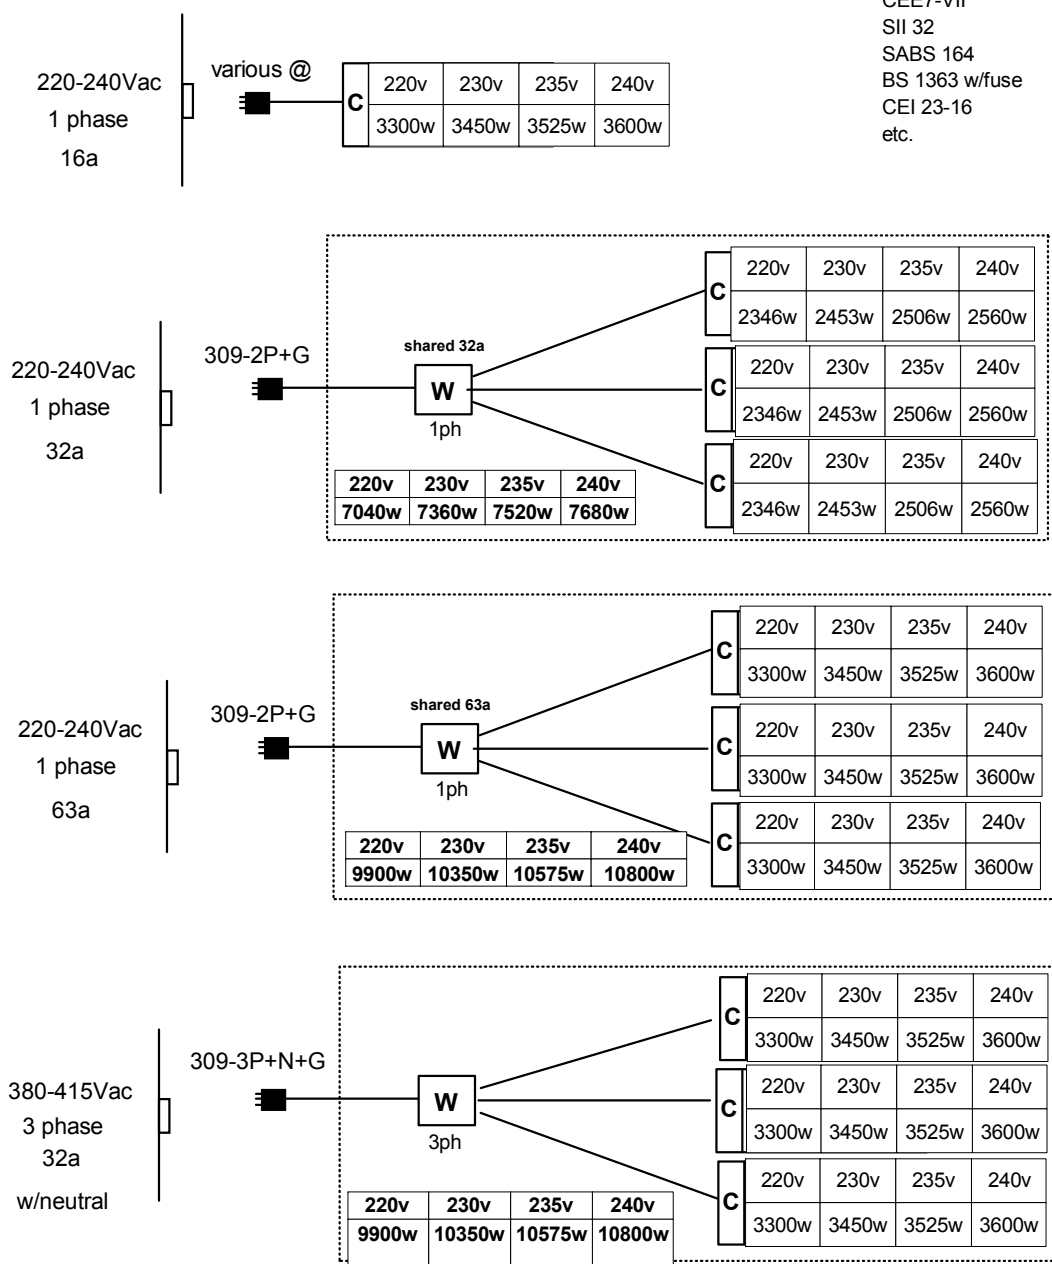 CEE7-VII
SII 32
SABS 164
BS 1363 w/fuse
CEI 23-16
etc.
220-240Vac
1 phase
16a
various @
C
220v 230v 235v 240v
3300w 3450w 3525w 3600w
220-240Vac
1 phase
32a
309-2P+G
shared 32a
W
1ph
220v 230v 235v 240v
7040w 7360w 7520w 7680w
C
220v 230v 235v 240v
2346w 2453w 2506w 2560w
C
220v 230v 235v 240v
2346w 2453w 2506w 2560w
C
220v 230v 235v 240v
2346w 2453w 2506w 2560w
220-240Vac
1 phase
63a
309-2P+G
shared 63a
W
1ph
220v 230v 235v 240v
9900w 10350w 10575w 10800w
C
220v 230v 235v 240v
3300w 3450w 3525w 3600w
C
220v 230v 235v 240v
3300w 3450w 3525w 3600w
C
220v 230v 235v 240v
3300w 3450w 3525w 3600w
380-415Vac
3 phase
32a
w/neutral
309-3P+N+G
W
3ph
220v 230v 235v 240v
9900w 10350w 10575w 10800w
C
220v 230v 235v 240v
3300w 3450w 3525w 3600w
C
220v 230v 235v 240v
3300w 3450w 3525w 3600w
C
220v 230v 235v 240v
3300w 3450w 3525w 3600w